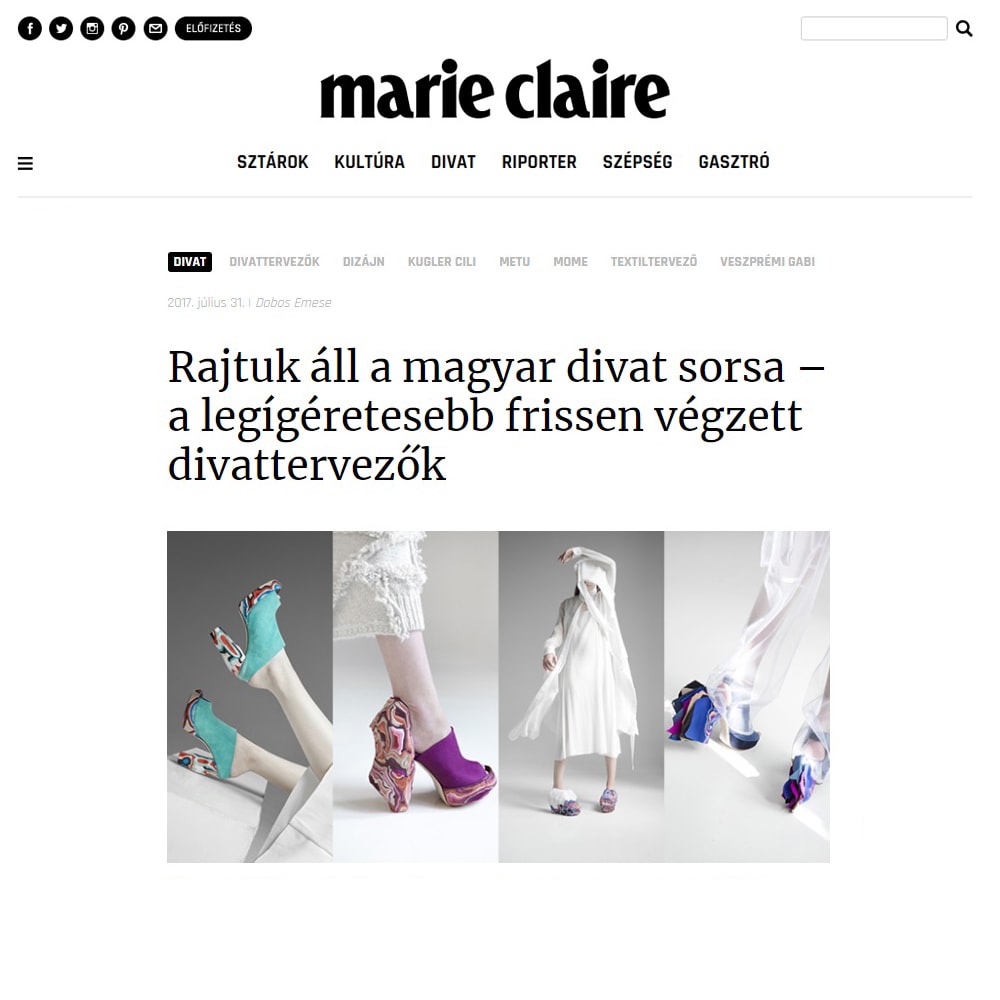 ELŐFIZETÉS
marie claire
SZTÁROK KULTÚRA DIVAT RIPORTER SZÉPSÉG GASZTRÓ
DIVAT DIVATTERVEZŐK DIZÁJN KUGLER CILI METU MOME TEXTILTERVEZŐ VESZPRÉMI GABI
2017. július 31. | Dobos Emese
Rajtuk áll a magyar divat sorsa –
a legígéretesebb frissen végzett
divattervezők